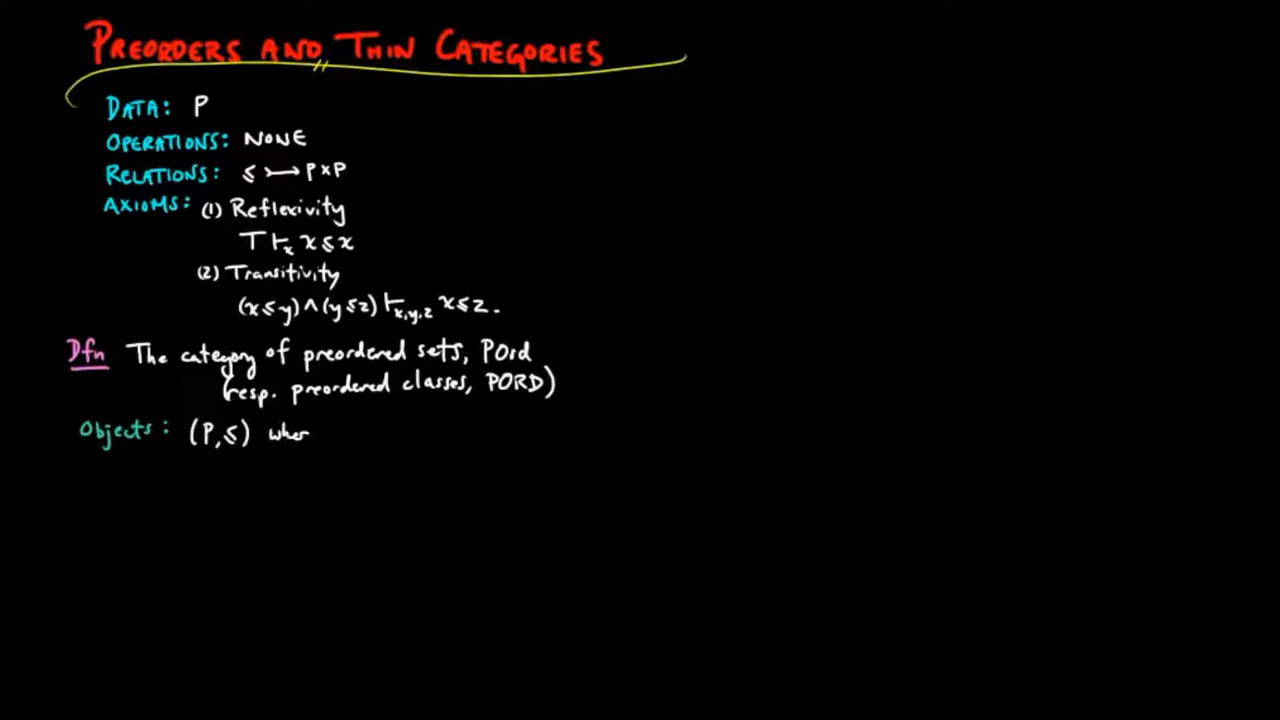 PREORDERS AND THIN CATEGORIES
DATA: P
OPERATIONS: NONE
RELATIONS: ≤ ↣ P×P
AXIOMS: (1) Reflexivity
⊤ ⊢ₓ x≤x
(2) Transitivity
(x≤y)∧(y≤z) ⊢x,y,z x≤z.
Dfn The category of preordered sets, POrd
(resp. preordered classes, PORD)
Objects: (P,≤) wher